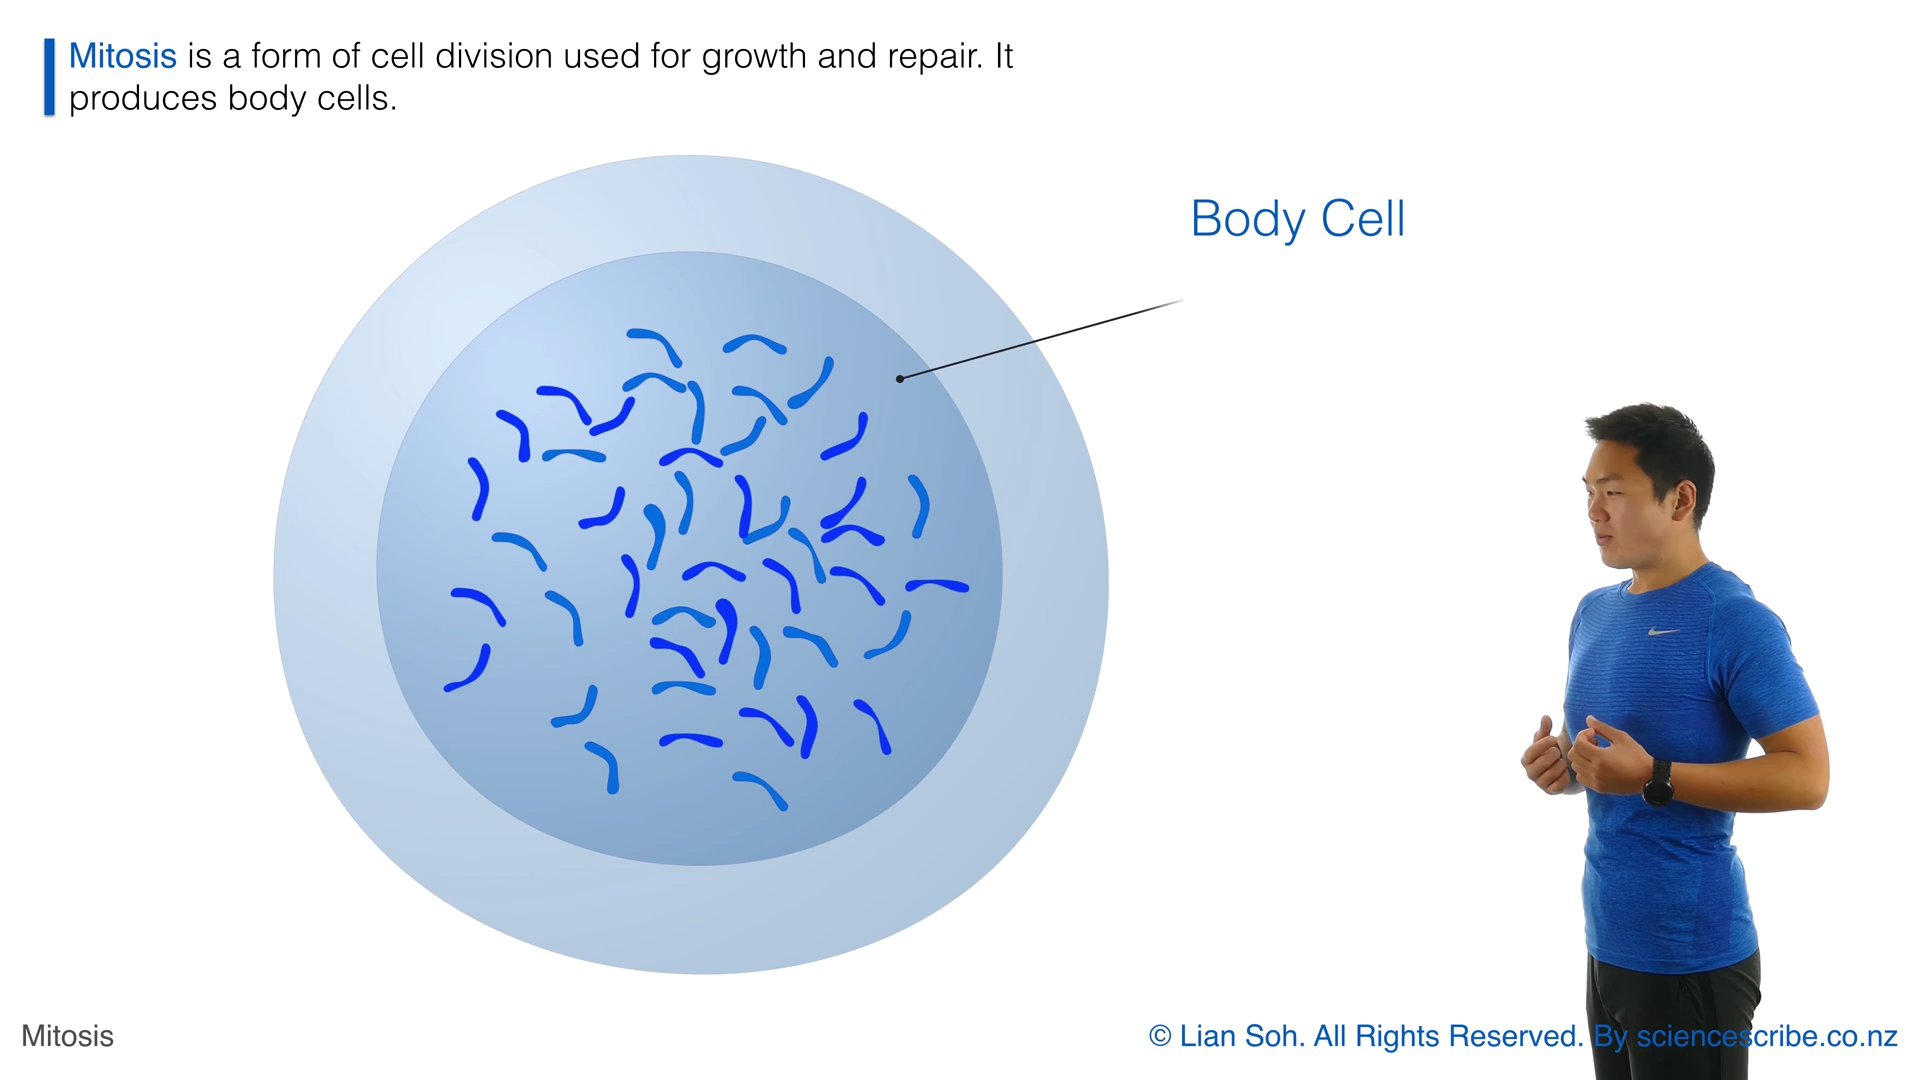 Mitosis is a form of cell division used for growth and repair. It
produces body cells.
Body Cell
Mitosis
© Lian Soh. All Rights Reserved. By sciencescribe.co.nz